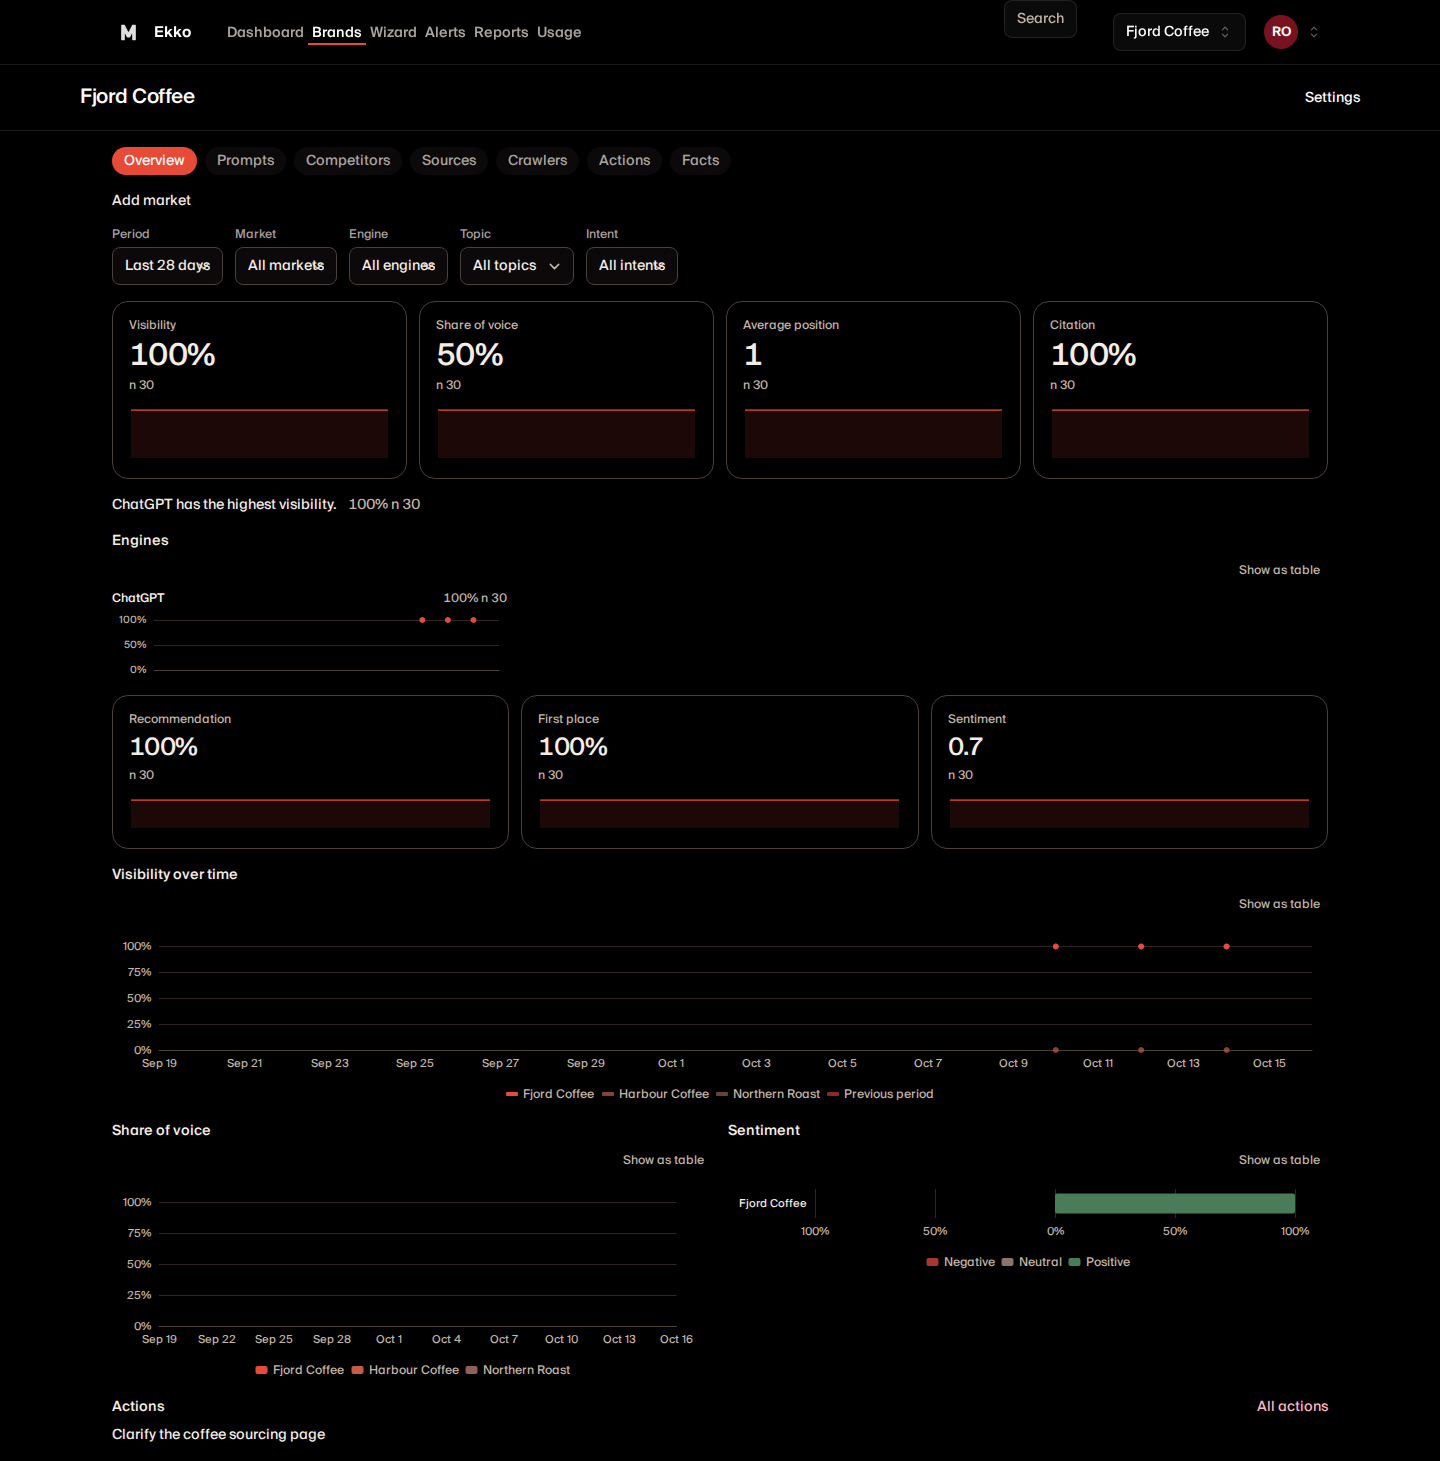 M Ekko Dashboard Brands Wizard Alerts Reports Usage Search Fjord Coffee RO
Fjord Coffee Settings
Overview Prompts Competitors Sources Crawlers Actions Facts
Add market
Period Market Engine Topic Intent
Last 28 days All markets All engines All topics All intents
Visibility Share of voice Average position Citation
100% 50% 1 100%
n 30 n 30 n 30 n 30
ChatGPT has the highest visibility. 100% n 30
Engines
Show as table
ChatGPT 100% n 30
100%
50%
0%
Recommendation First place Sentiment
100% 100% 0.7
n 30 n 30 n 30
Visibility over time
Show as table
100%
75%
50%
25%
0%
Sep 19 Sep 21 Sep 23 Sep 25 Sep 27 Sep 29 Oct 1 Oct 3 Oct 5 Oct 7 Oct 9 Oct 11 Oct 13 Oct 15
Fjord Coffee Harbour Coffee Northern Roast Previous period
Share of voice
Show as table
100%
75%
50%
25%
0%
Sep 19 Sep 22 Sep 25 Sep 28 Oct 1 Oct 4 Oct 7 Oct 10 Oct 13 Oct 16
Fjord Coffee Harbour Coffee Northern Roast
Sentiment
Show as table
Fjord Coffee
100% 50% 0% 50% 100%
Negative Neutral Positive
Actions All actions
Clarify the coffee sourcing page